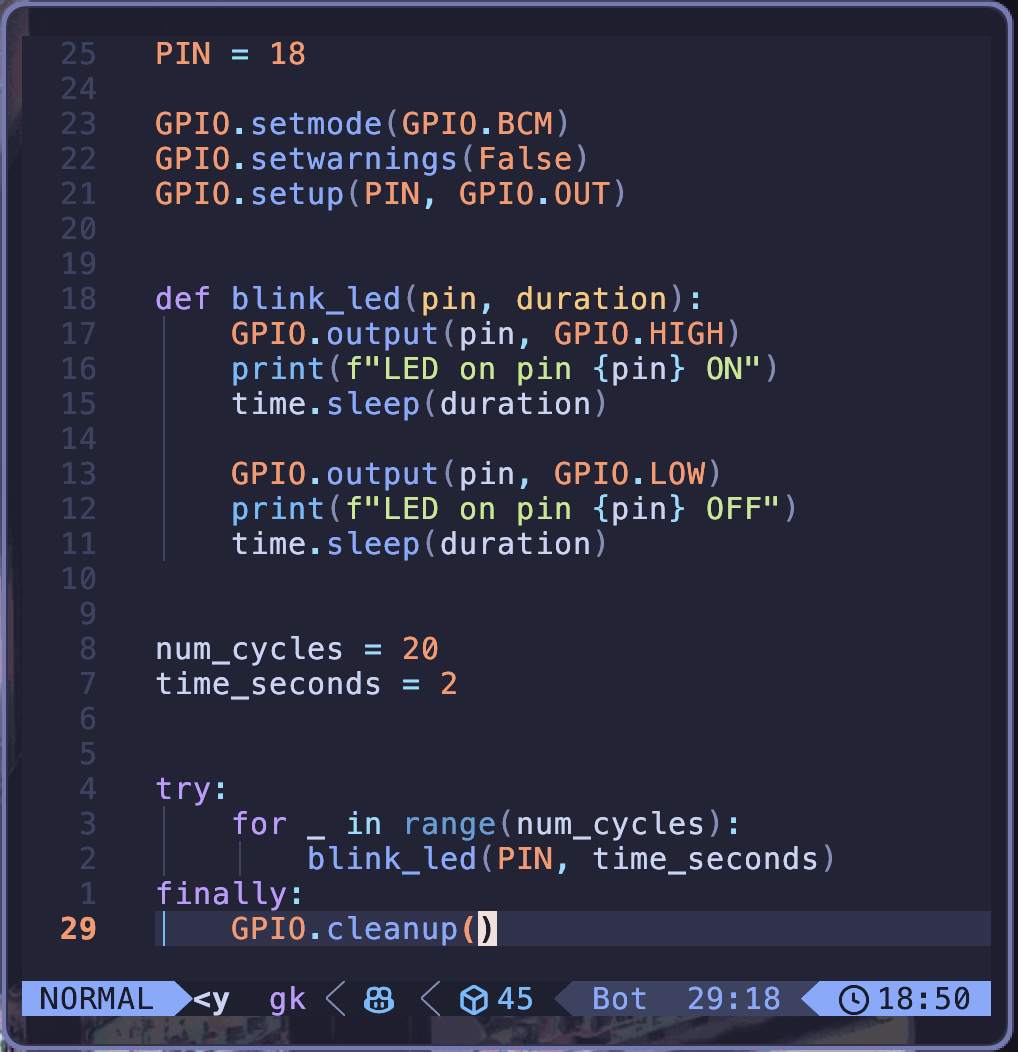 25 PIN = 18
24
23 GPIO.setmode(GPIO.BCM)
22 GPIO.setwarnings(False)
21 GPIO.setup(PIN, GPIO.OUT)
20
19
18 def blink_led(pin, duration):
17     GPIO.output(pin, GPIO.HIGH)
16     print(f"LED on pin {pin} ON")
15     time.sleep(duration)
14
13     GPIO.output(pin, GPIO.LOW)
12     print(f"LED on pin {pin} OFF")
11     time.sleep(duration)
10
9
8 num_cycles = 20
7 time_seconds = 2
6
5
4 try:
3     for _ in range(num_cycles):
2         blink_led(PIN, time_seconds)
1 finally:
29     GPIO.cleanup()
NORMAL <y gk 45 Bot 29:18 18:50